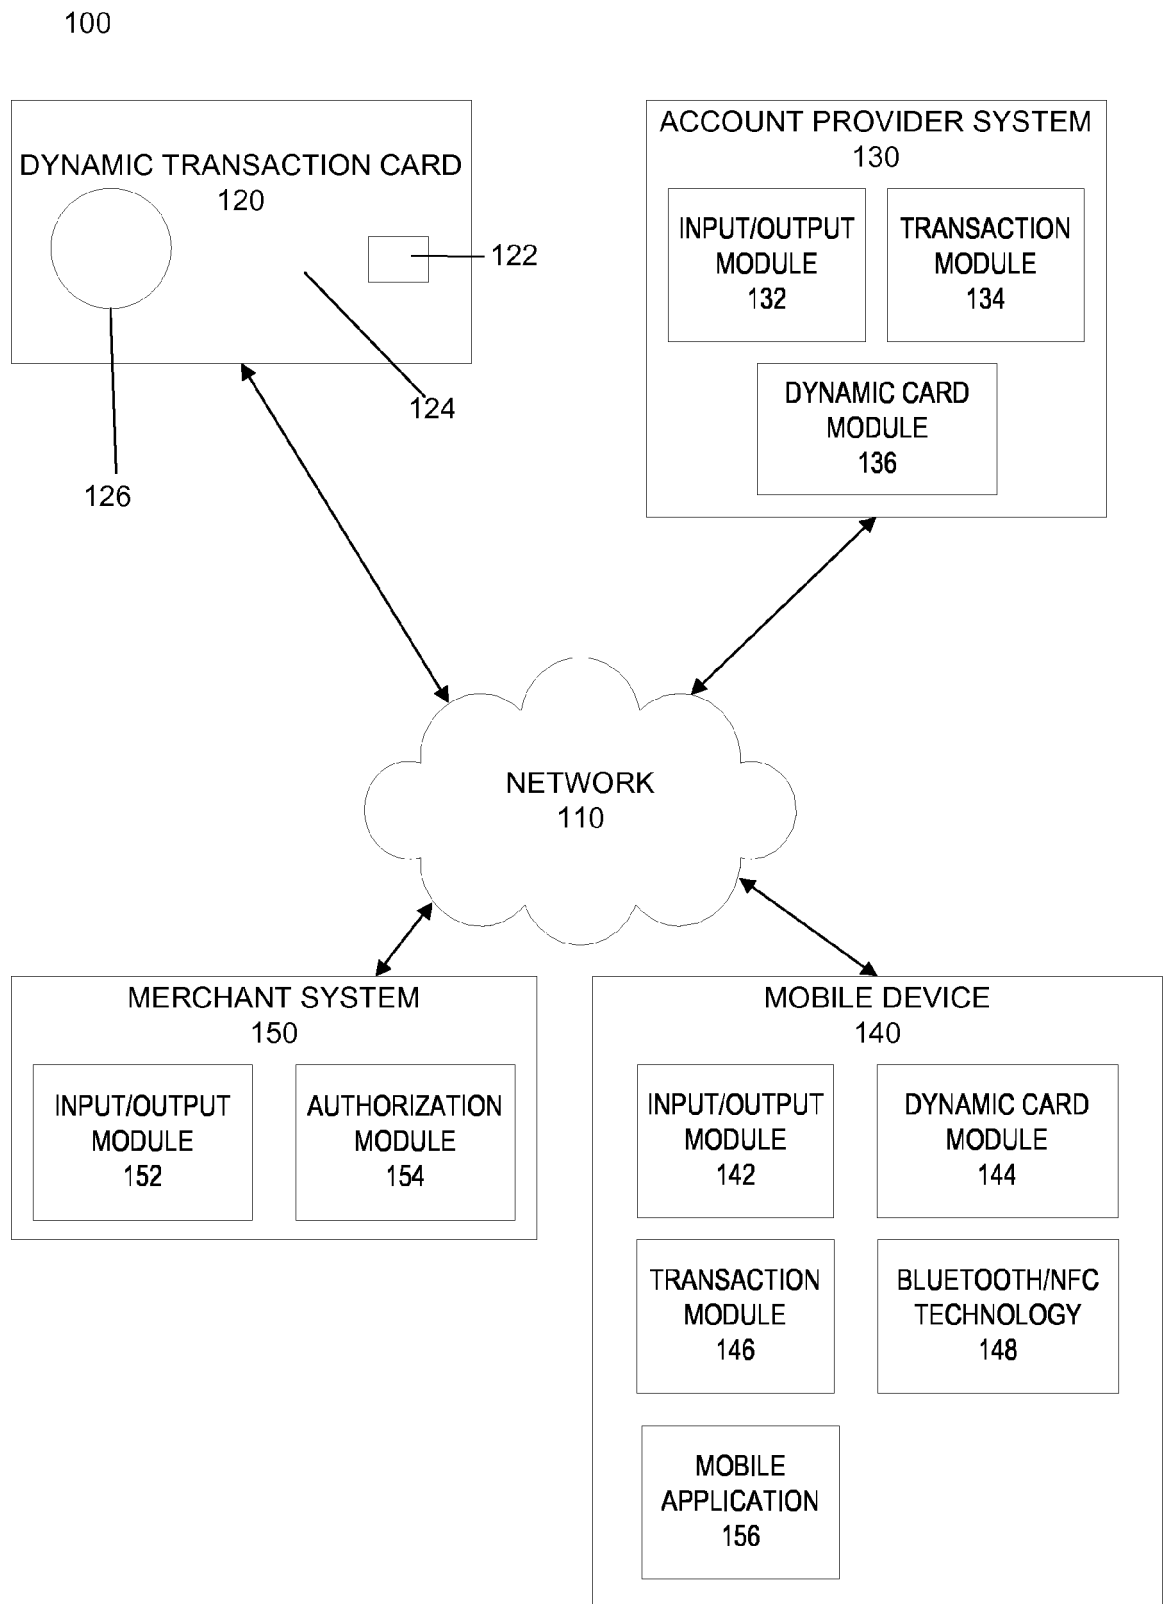 100
DYNAMIC TRANSACTION CARD
120
122
124
126
ACCOUNT PROVIDER SYSTEM
130
INPUT/OUTPUT
MODULE
132
TRANSACTION
MODULE
134
DYNAMIC CARD
MODULE
136
NETWORK
110
MERCHANT SYSTEM
150
INPUT/OUTPUT
MODULE
152
AUTHORIZATION
MODULE
154
MOBILE DEVICE
140
INPUT/OUTPUT
MODULE
142
DYNAMIC CARD
MODULE
144
TRANSACTION
MODULE
146
BLUETOOTH/NFC
TECHNOLOGY
148
MOBILE
APPLICATION
156